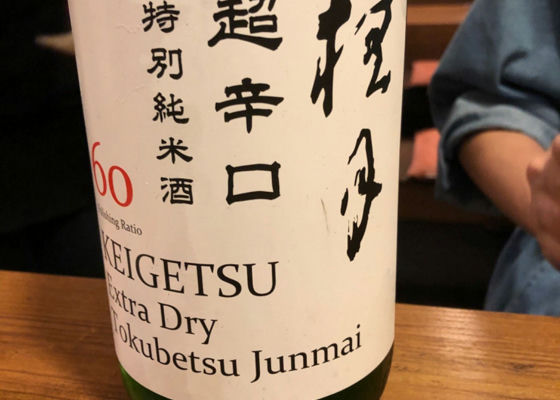 桂月
超辛口
特別純米酒
60
Polishing Ratio
KEIGETSU
Extra Dry
Tokubetsu Junmai